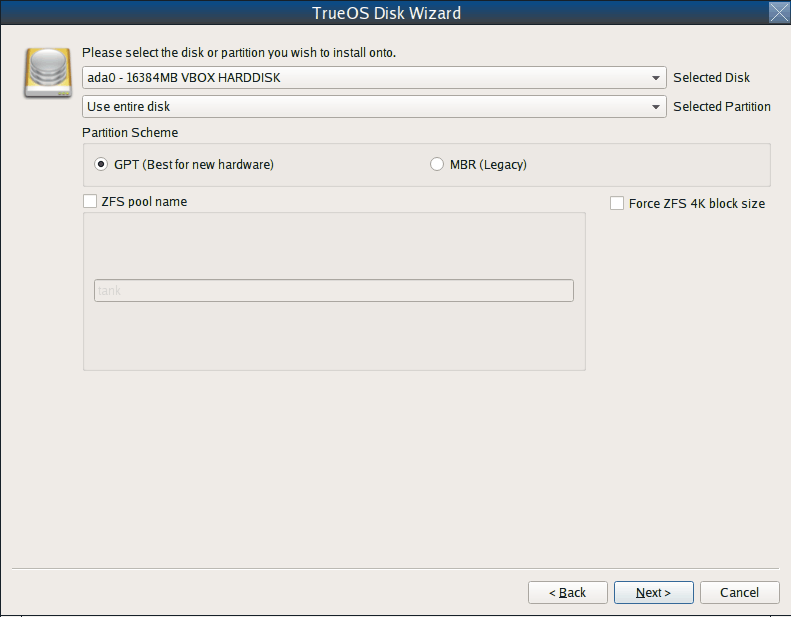 TrueOS Disk Wizard
Please select the disk or partition you wish to install onto.
ada0 - 16384MB VBOX HARDDISK
Selected Disk
Use entire disk
Selected Partition
Partition Scheme
GPT (Best for new hardware)
MBR (Legacy)
ZFS pool name
Force ZFS 4K block size
tank
< Back
Next >
Cancel